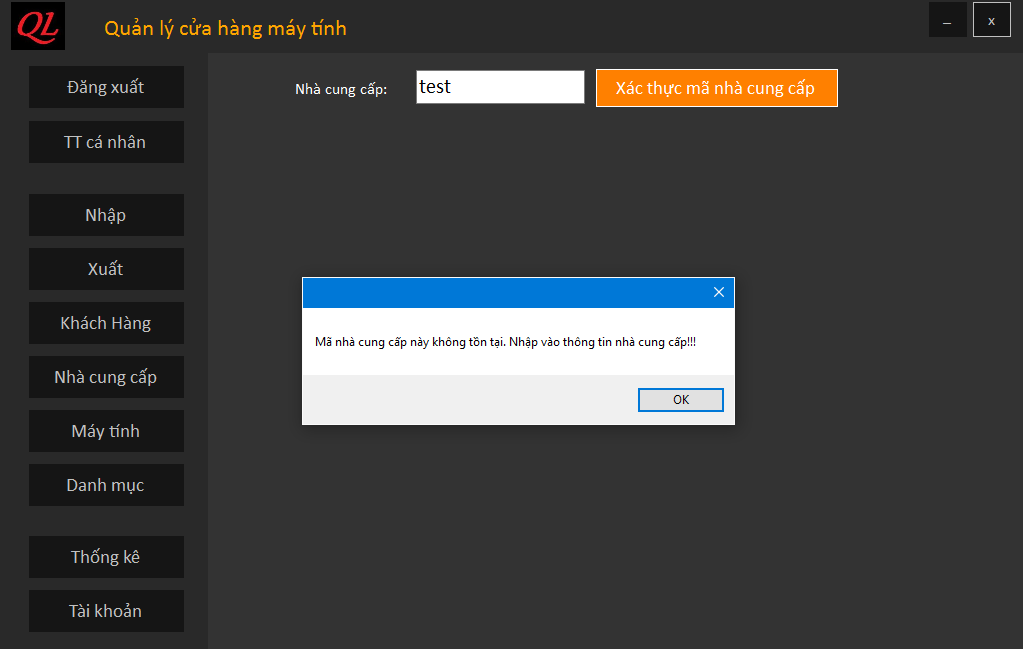 QL
Quản lý cửa hàng máy tính
_
x
Đăng xuất
TT cá nhân
Nhập
Xuất
Khách Hàng
Nhà cung cấp
Máy tính
Danh mục
Thống kê
Tài khoản
Nhà cung cấp:
test
Xác thực mã nhà cung cấp
Mã nhà cung cấp này không tồn tại. Nhập vào thông tin nhà cung cấp!!!
OK